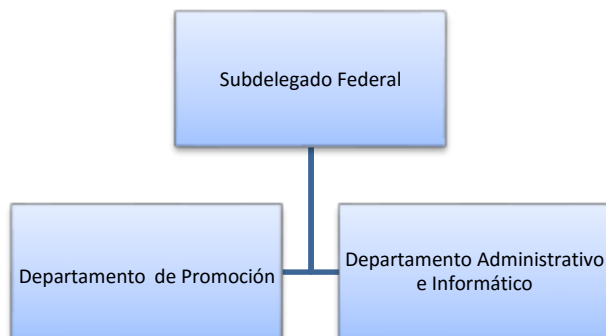 Subdelegado Federal
Departamento de Promoción
Departamento Administrativo
e Informático